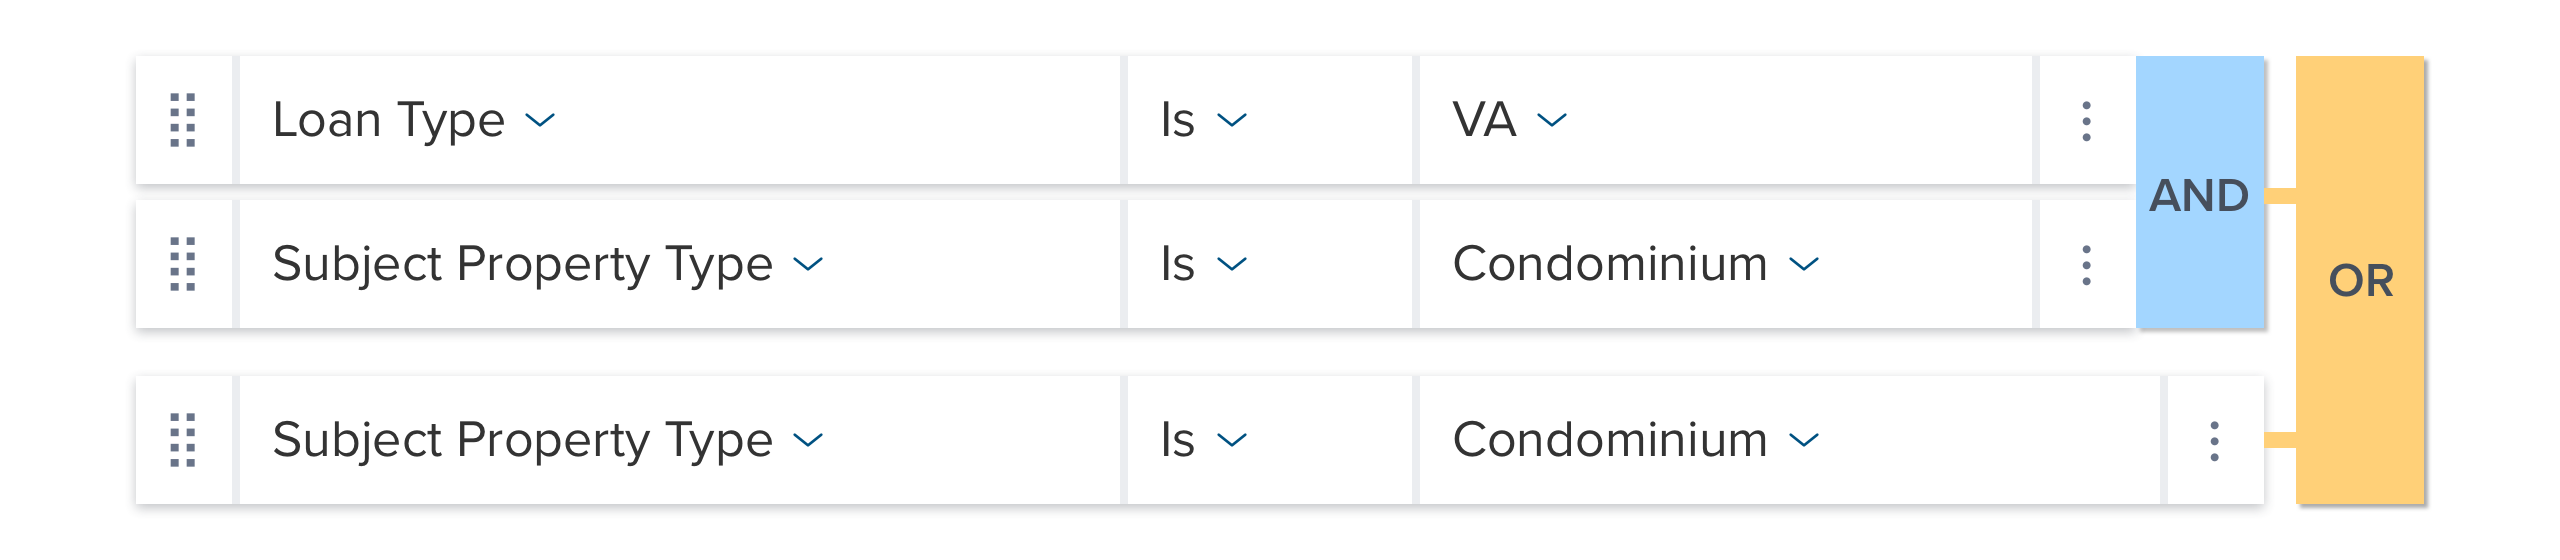 Loan Type Is VA
AND
Subject Property Type Is Condominium
OR
Subject Property Type Is Condominium